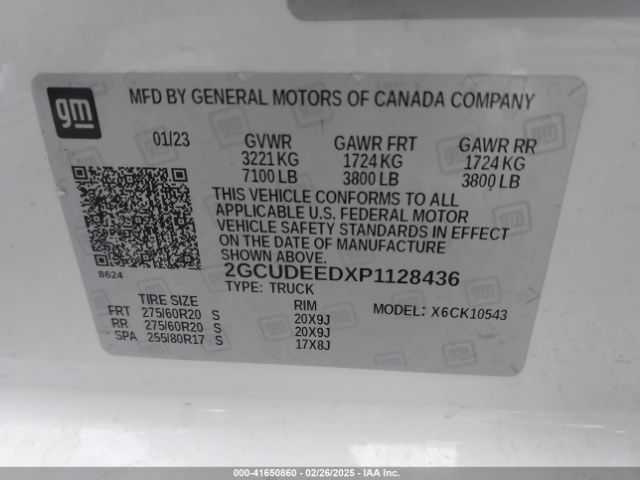 gm
MFD BY GENERAL MOTORS OF CANADA COMPANY
01/23 GVWR GAWR FRT GAWR RR
3221 KG 1724 KG 1724 KG
7100 LB 3800 LB 3800 LB
THIS VEHICLE CONFORMS TO ALL
APPLICABLE U.S. FEDERAL MOTOR
VEHICLE SAFETY STANDARDS IN EFFECT
ON THE DATE OF MANUFACTURE
SHOWN ABOVE.
8624
2GCUDEEDXP1128436
TYPE: TRUCK
TIRE SIZE RIM MODEL: X6CK10543
FRT 275/60R20 S 20X9J
RR 275/60R20 S 20X9J
SPA 255/80R17 S 17X8J
000-41650860 - 02/26/2025 - IAA Inc.